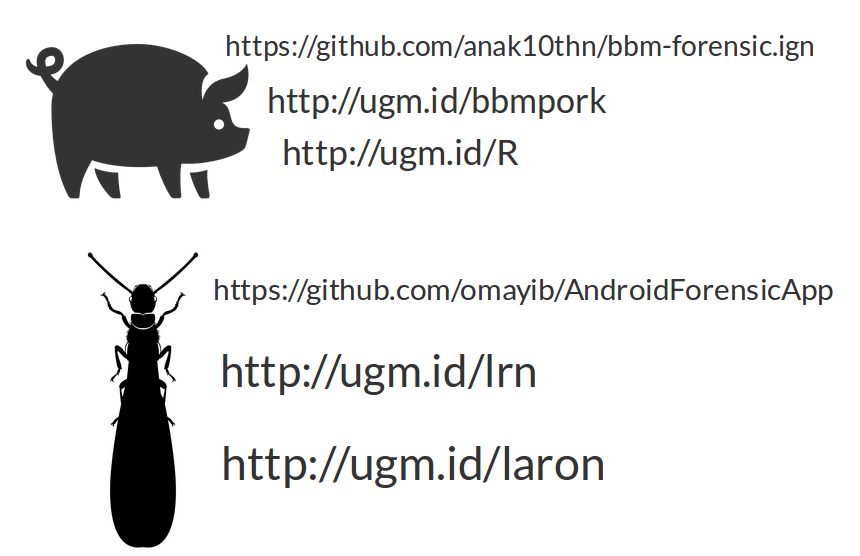 https://github.com/anak10thn/bbm-forensic.ign
http://ugm.id/bbmpork
http://ugm.id/R
https://github.com/omayib/AndroidForensicApp
http://ugm.id/lrn
http://ugm.id/laron